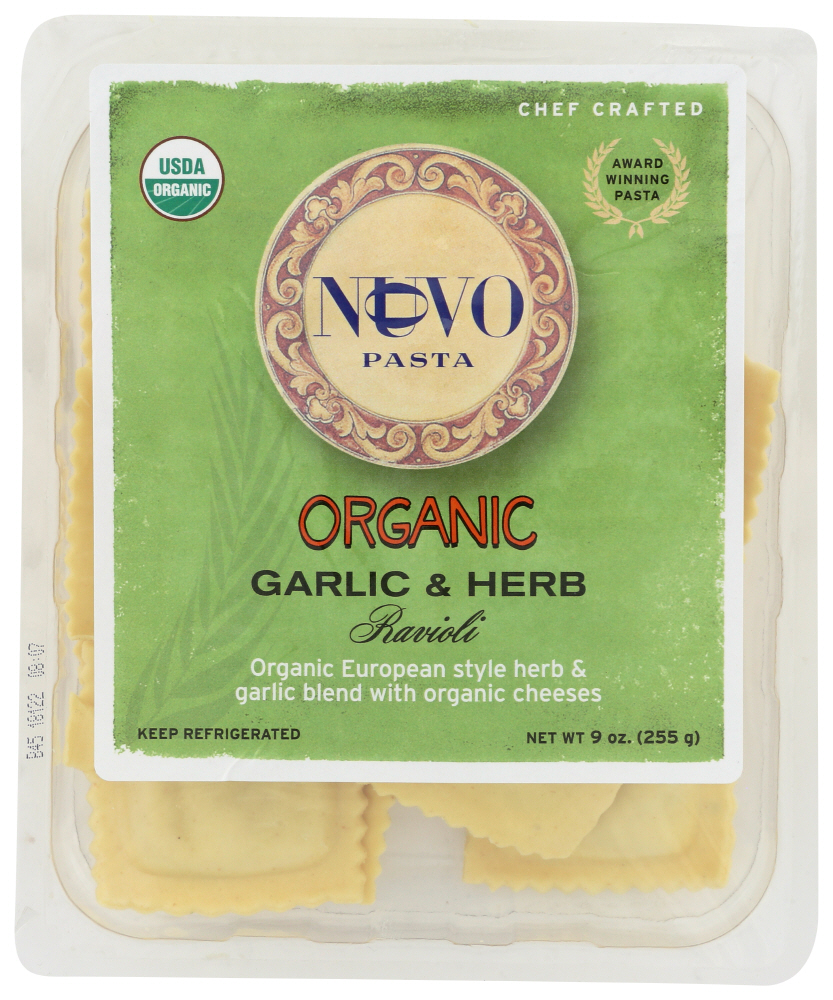 CHEF CRAFTED
USDA
ORGANIC
AWARD
WINNING
PASTA
NUOVO
PASTA
ORGANIC
GARLIC & HERB
Ravioli
Organic European style herb &
garlic blend with organic cheeses
KEEP REFRIGERATED
NET WT 9 oz. (255 g)